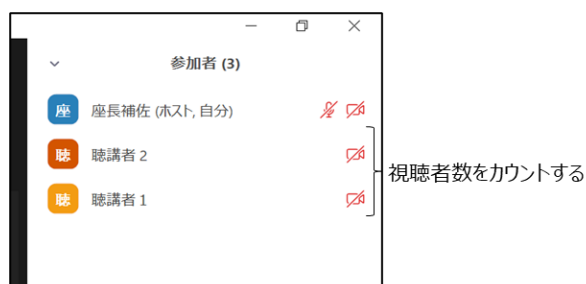 参加者 (3)
座 座長補佐 (ホスト, 自分)
聴 聴講者 2
聴 聴講者 1
視聴者数をカウントする